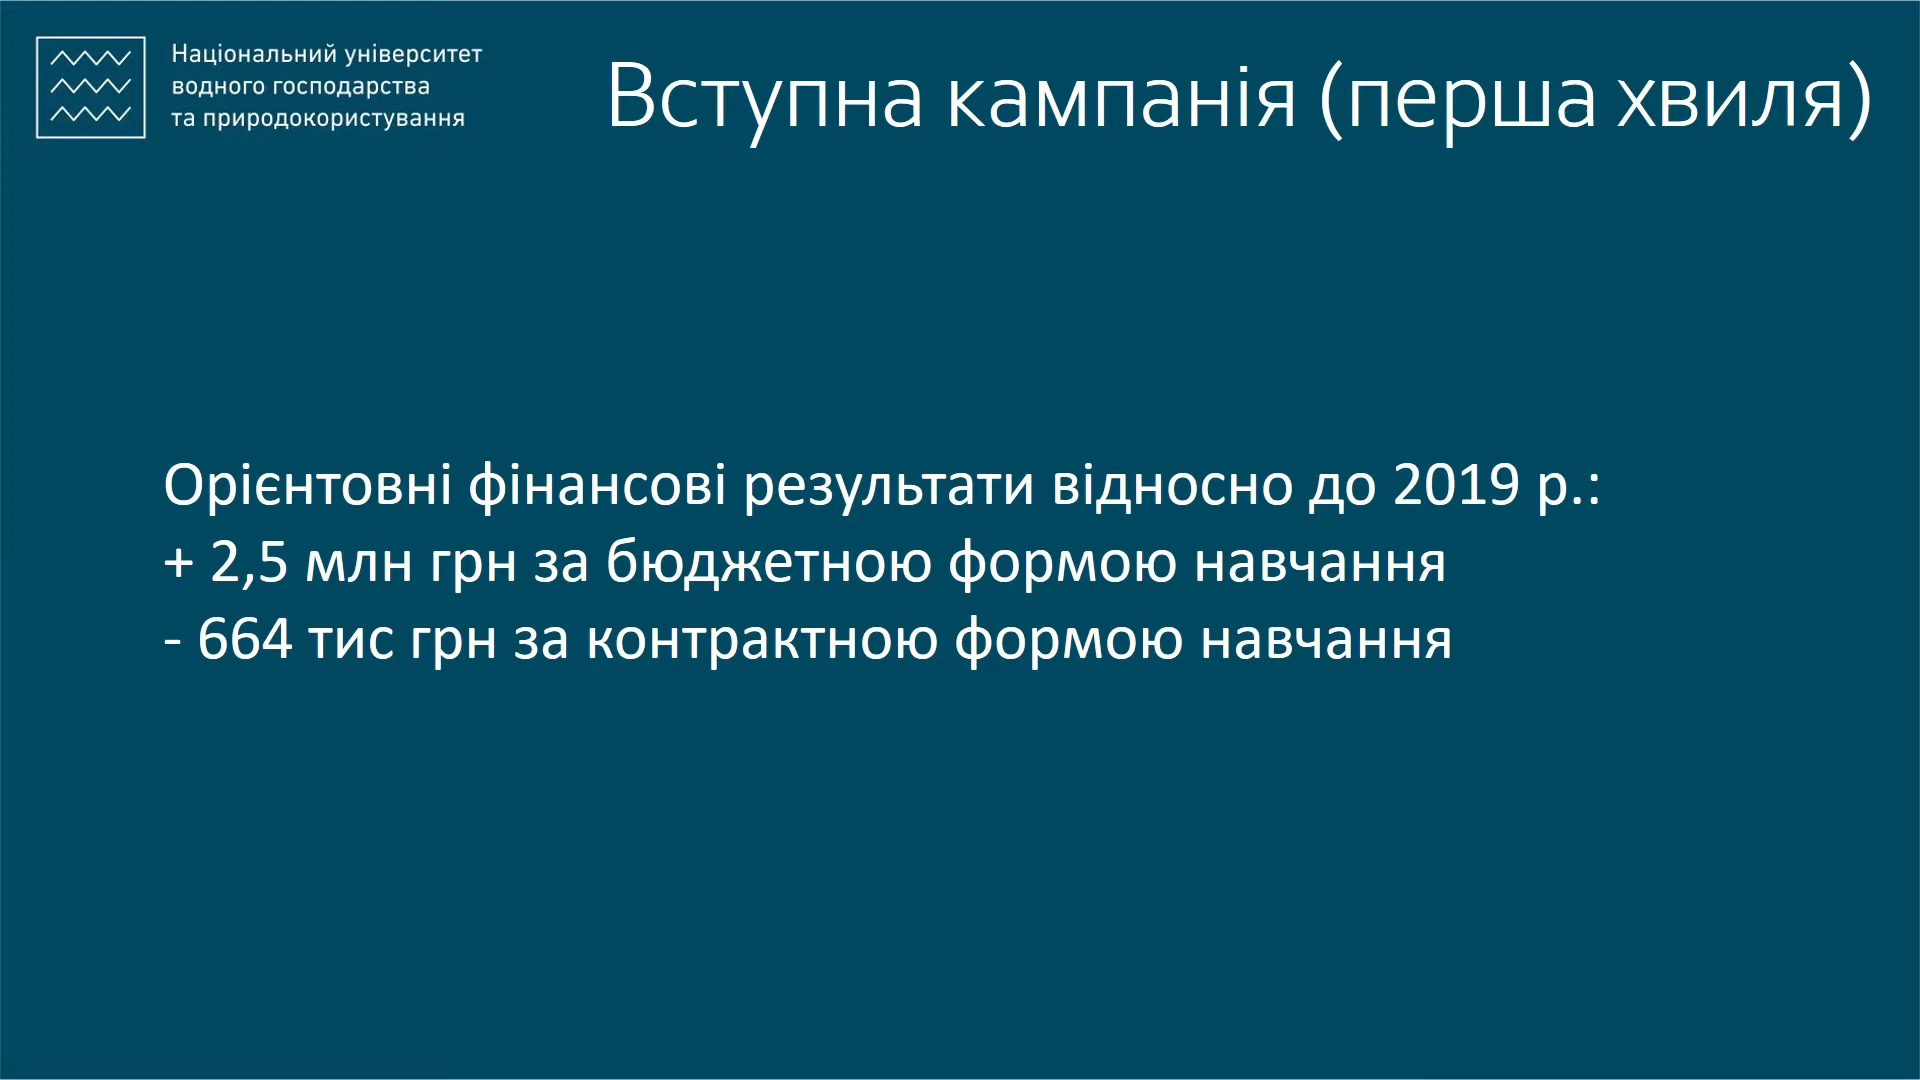 Національний університет
водного господарства
та природокористування
Вступна кампанія (перша хвиля)
Орієнтовні фінансові результати відносно до 2019 р.:
+ 2,5 млн грн за бюджетною формою навчання
- 664 тис грн за контрактною формою навчання